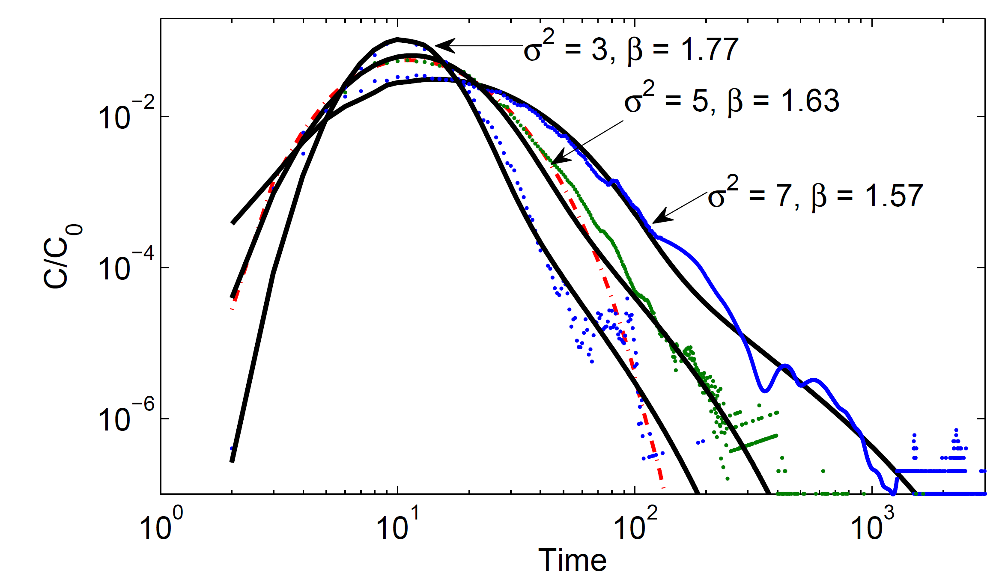 σ² = 3, β = 1.77
σ² = 5, β = 1.63
σ² = 7, β = 1.57
C/C₀
10⁻²
10⁻⁴
10⁻⁶
10⁰ 10¹ 10² 10³
Time